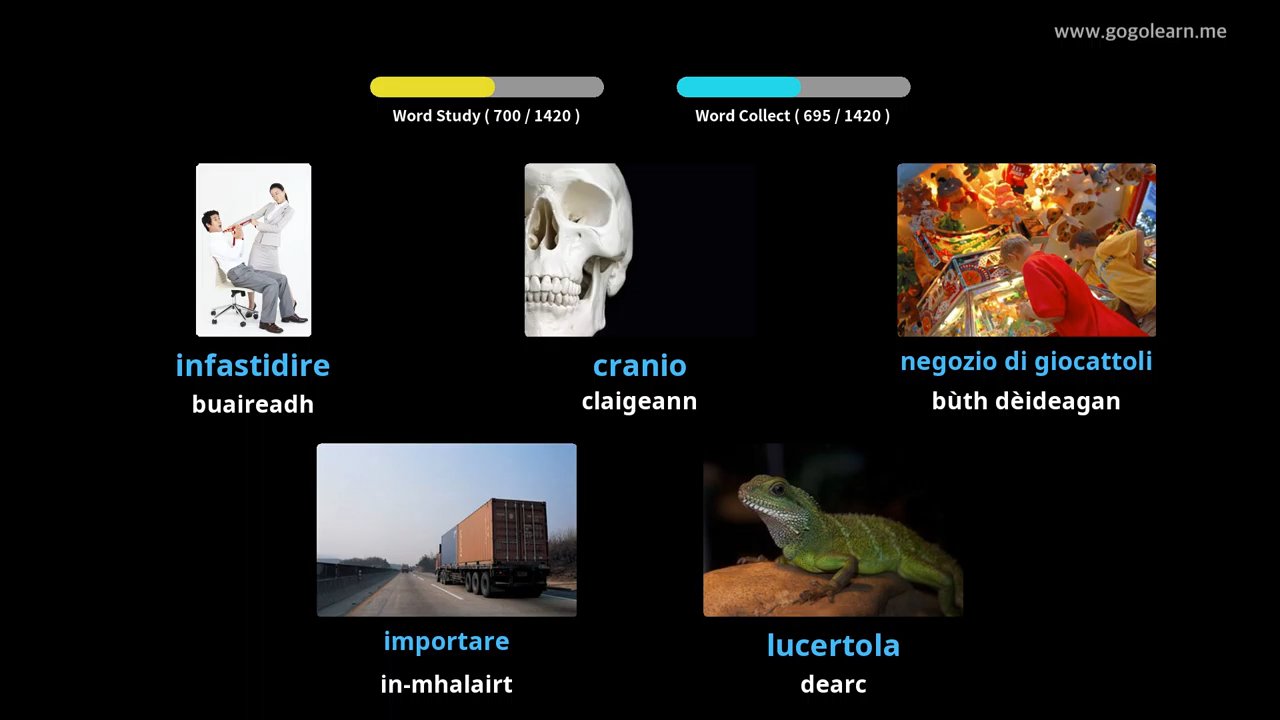 www.gogolearn.me
Word Study ( 700 / 1420 )
Word Collect ( 695 / 1420 )
infastidire
buaireadh
cranio
claigeann
negozio di giocattoli
bùth dèideagan
importare
in-mhalairt
lucertola
dearc